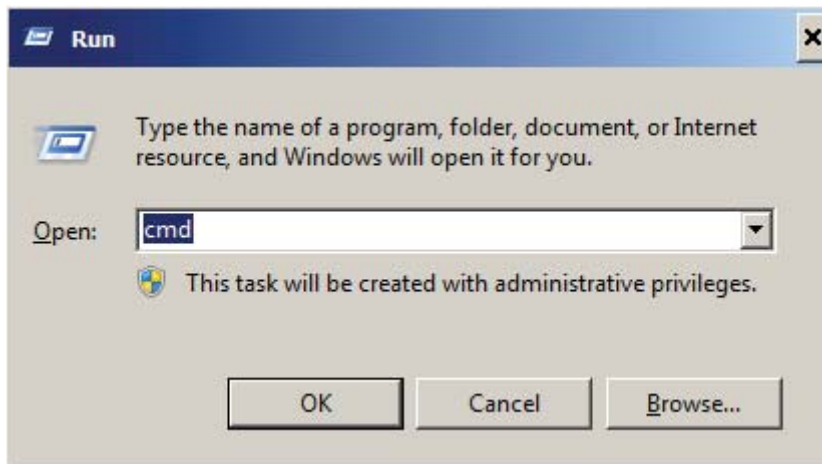 Run
Type the name of a program, folder, document, or Internet
resource, and Windows will open it for you.
Open:
cmd
This task will be created with administrative privileges.
OK
Cancel
Browse...